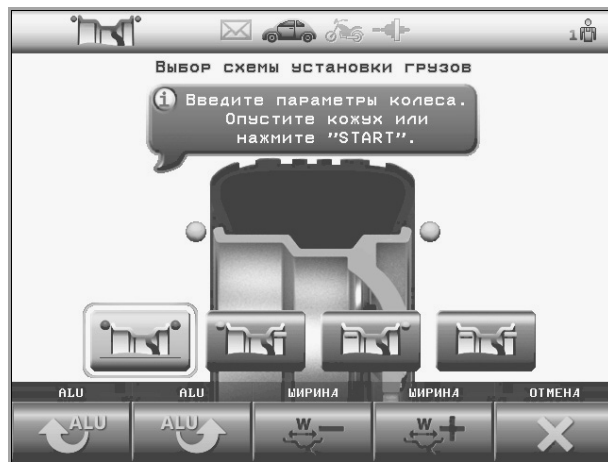 1
Выбор схемы установки грузов
i Введите параметры колеса.
Опустите кожух или
нажмите "START".
ALU ALU ШИРИНА ШИРИНА ОТМЕНА
ALU ALU W W